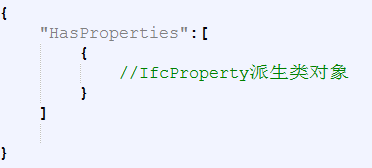 {
"HasProperties":[
{
//IfcProperty派生类对象
}
]
}